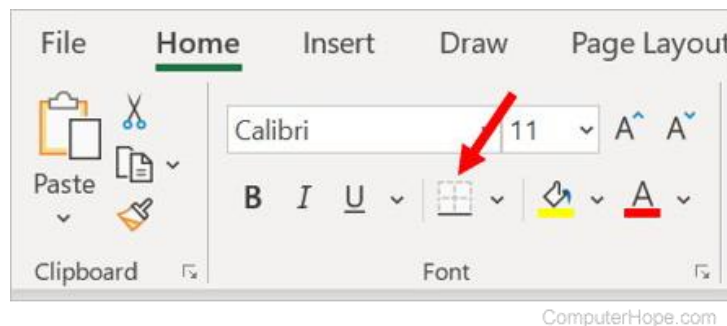 File Home Insert Draw Page Layout
Calibri 11 A A
Paste
B I U A
Clipboard Font
ComputerHope.com